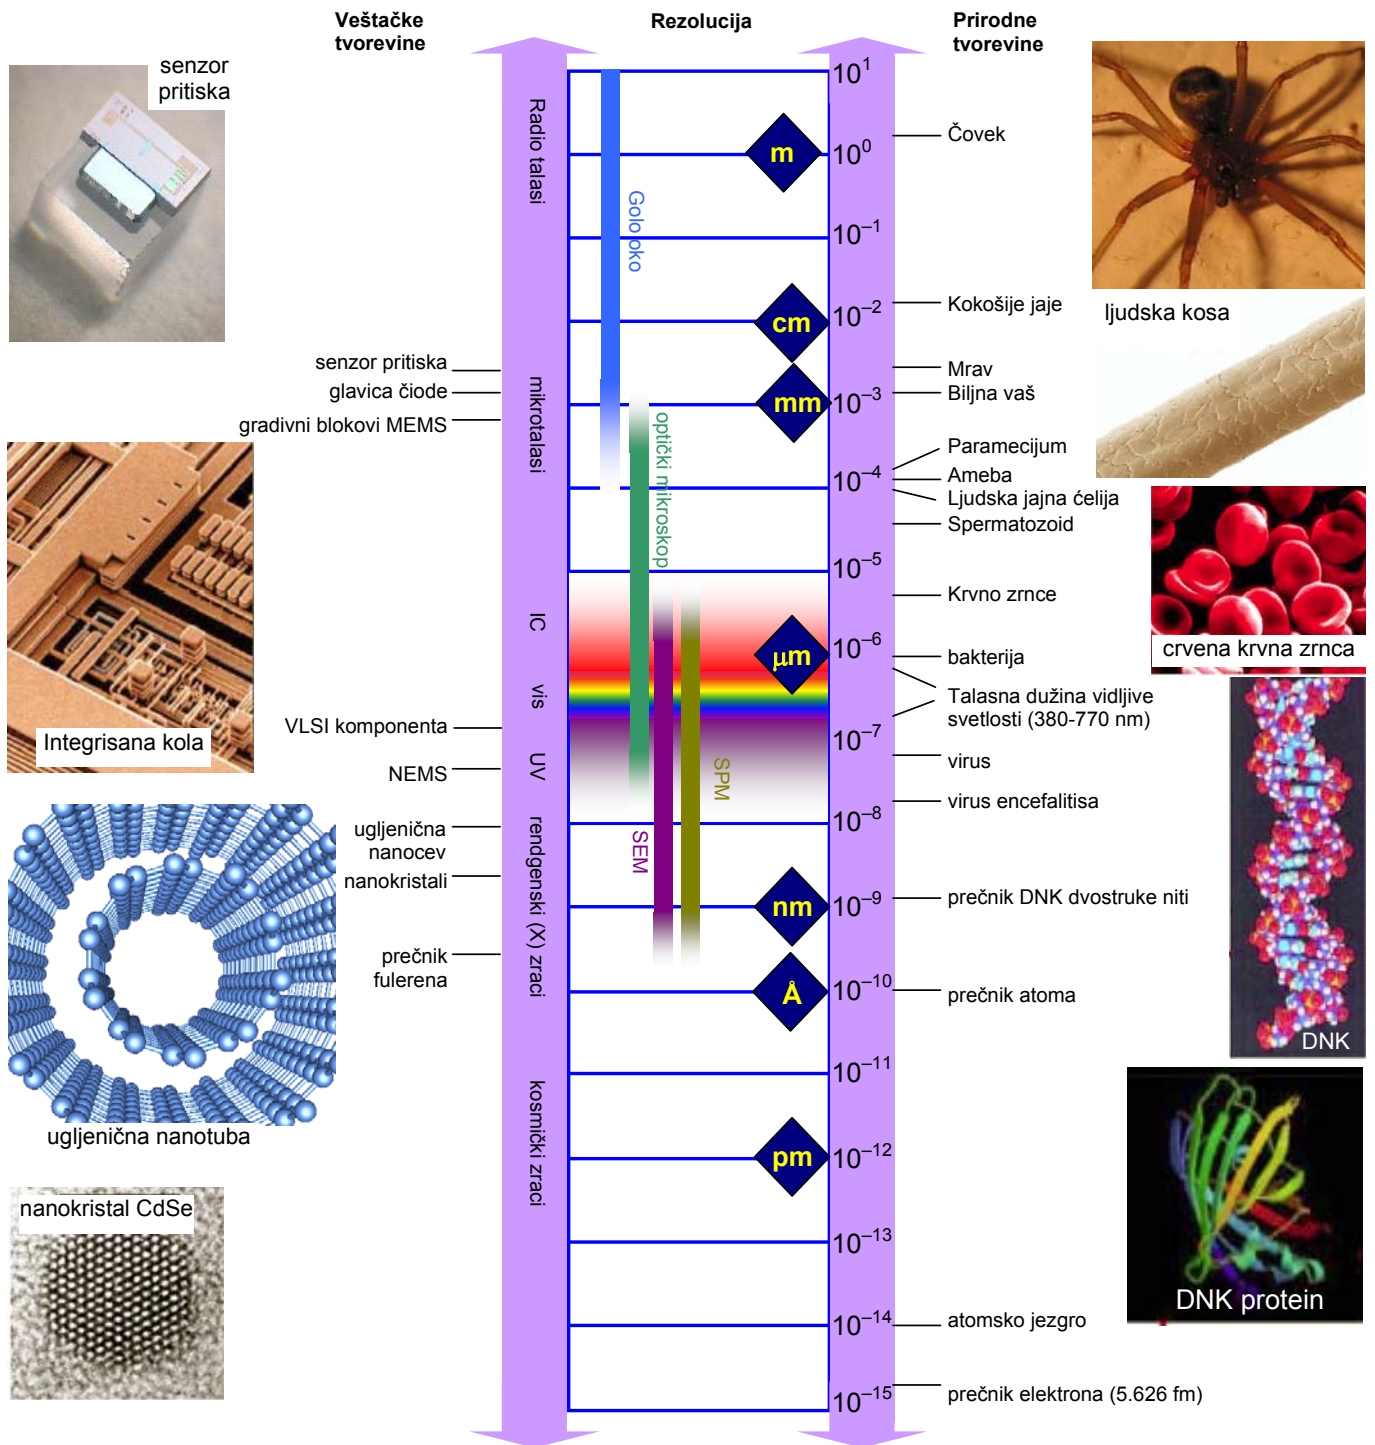 Veštačke
tvorevine
Rezolucija
Prirodne
tvorevine
senzor
pritiska
Integrisana kola
ugljenična nanotuba
nanokristal CdSe
senzor pritiska
glavica čiode
gradivni blokovi MEMS
VLSI komponenta
NEMS
ugljenična
nanocev
nanokristali
prečnik
fulerena
Radio talasi
mikrotalasi
IC
vis
UV
rendgenski (X) zraci
kosmički zraci
Golo oko
optički mikroskop
SEM
SPM
m
cm
mm
µm
nm
Å
pm
10¹
10⁰
10⁻¹
10⁻²
10⁻³
10⁻⁴
10⁻⁵
10⁻⁶
10⁻⁷
10⁻⁸
10⁻⁹
10⁻¹⁰
10⁻¹¹
10⁻¹²
10⁻¹³
10⁻¹⁴
10⁻¹⁵
Čovek
Kokošije jaje
Mrav
Biljna vaš
Paramecijum
Ameba
Ljudska jajna ćelija
Spermatozoid
Krvno zrnce
bakterija
Talasna dužina vidljive
svetlosti (380-770 nm)
virus
virus encefalitisa
prečnik DNK dvostruke niti
prečnik atoma
atomsko jezgro
prečnik elektrona (5.626 fm)
ljudska kosa
crvena krvna zrnca
DNK
DNK protein